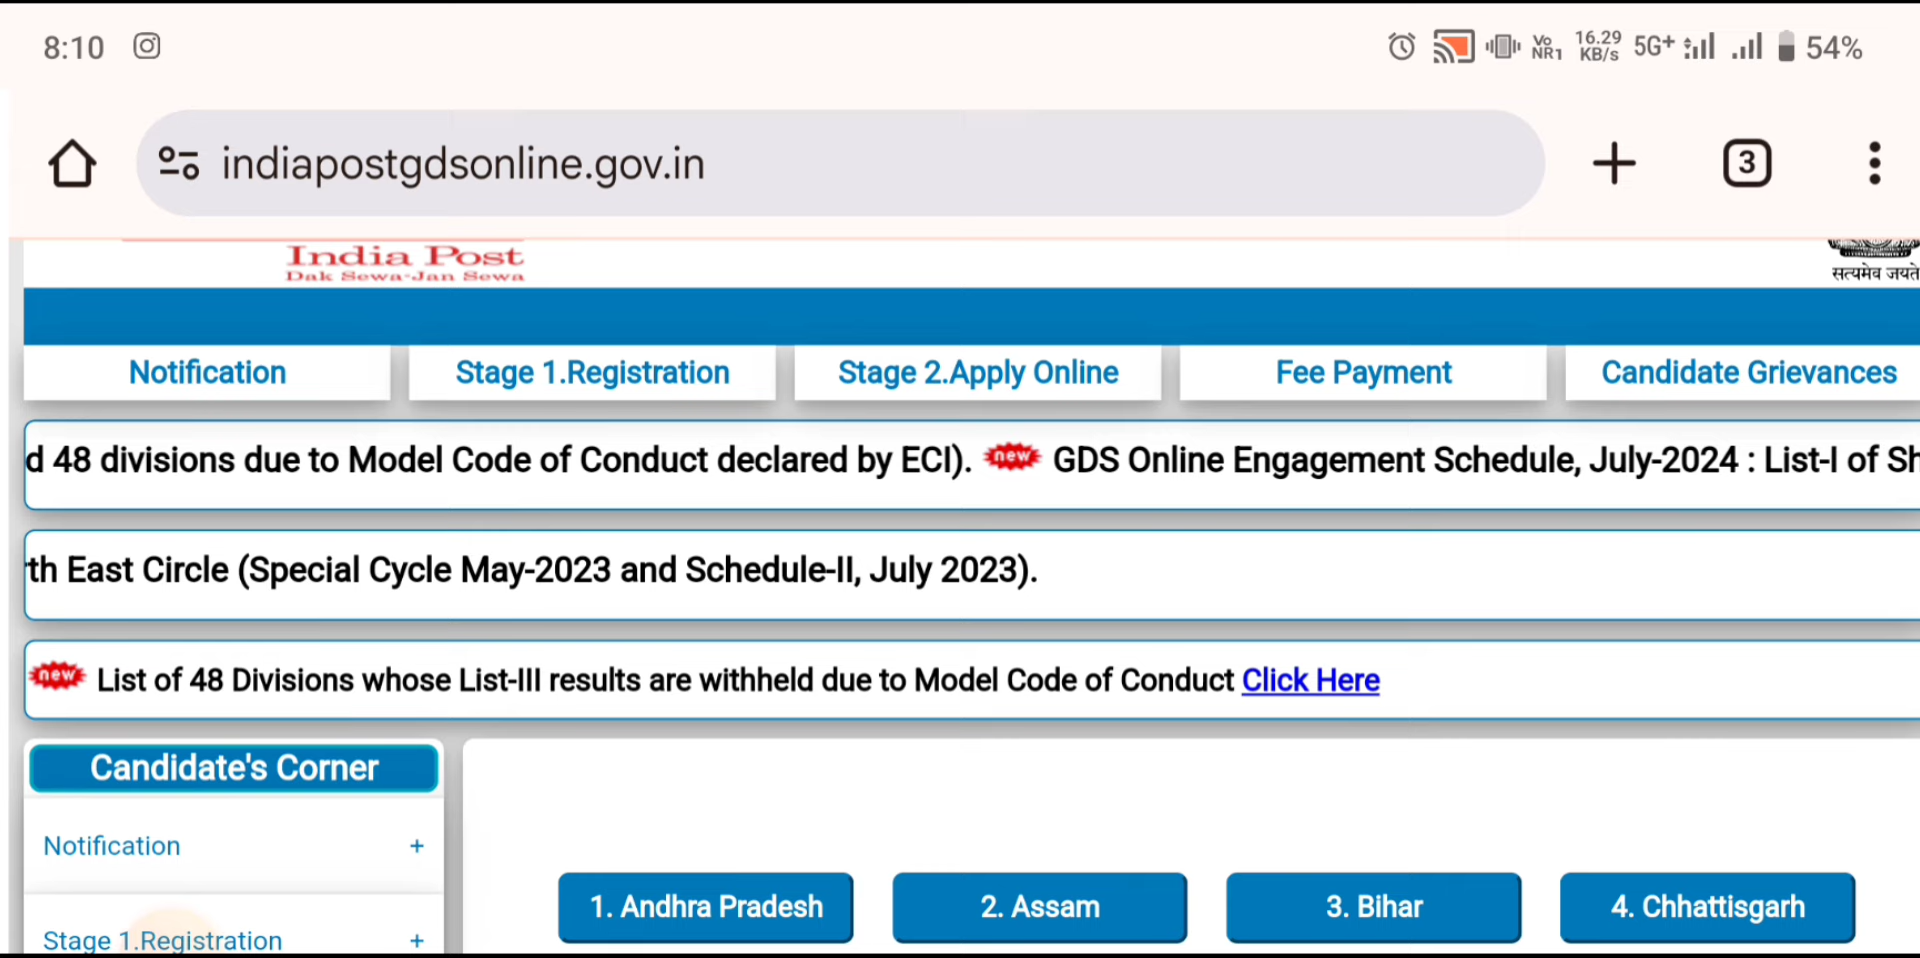 8:10
Vo NR1 16.29 KB/s 5G+ 54%
indiapostgdsonline.gov.in
3
India Post
Dak Sewa-Jan Sewa
सत्यमेव जयते
Notification Stage 1.Registration Stage 2.Apply Online Fee Payment Candidate Grievances
d 48 divisions due to Model Code of Conduct declared by ECI). new GDS Online Engagement Schedule, July-2024 : List-I of Sh
th East Circle (Special Cycle May-2023 and Schedule-II, July 2023).
new List of 48 Divisions whose List-III results are withheld due to Model Code of Conduct Click Here
Candidate's Corner
Notification +
Stage 1.Registration +
1. Andhra Pradesh 2. Assam 3. Bihar 4. Chhattisgarh